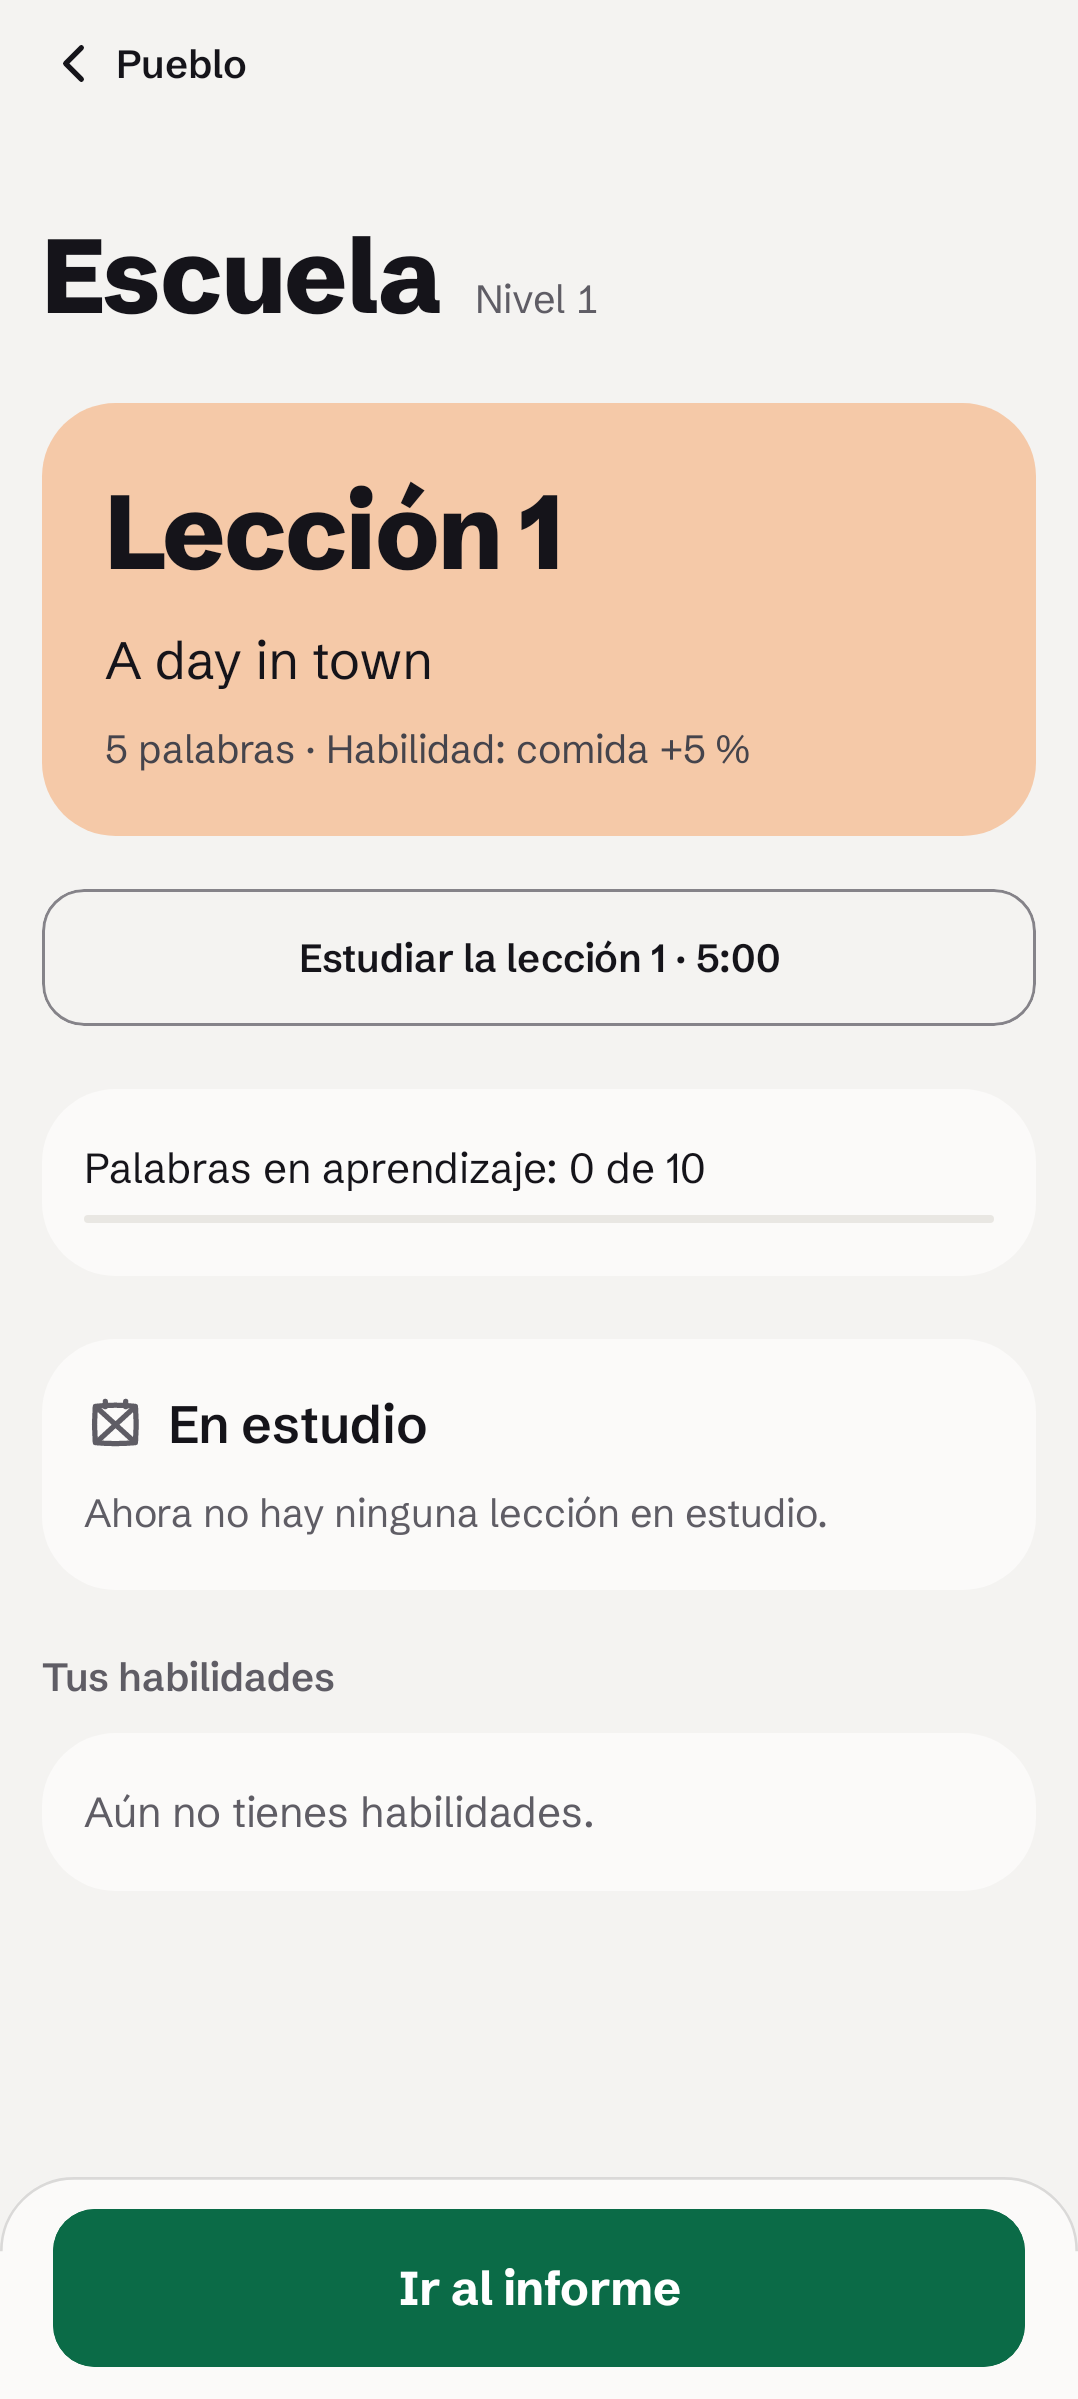 Pueblo
Escuela Nivel 1
Lección 1
A day in town
5 palabras · Habilidad: comida +5 %
Estudiar la lección 1 · 5:00
Palabras en aprendizaje: 0 de 10
En estudio
Ahora no hay ninguna lección en estudio.
Tus habilidades
Aún no tienes habilidades.
Ir al informe